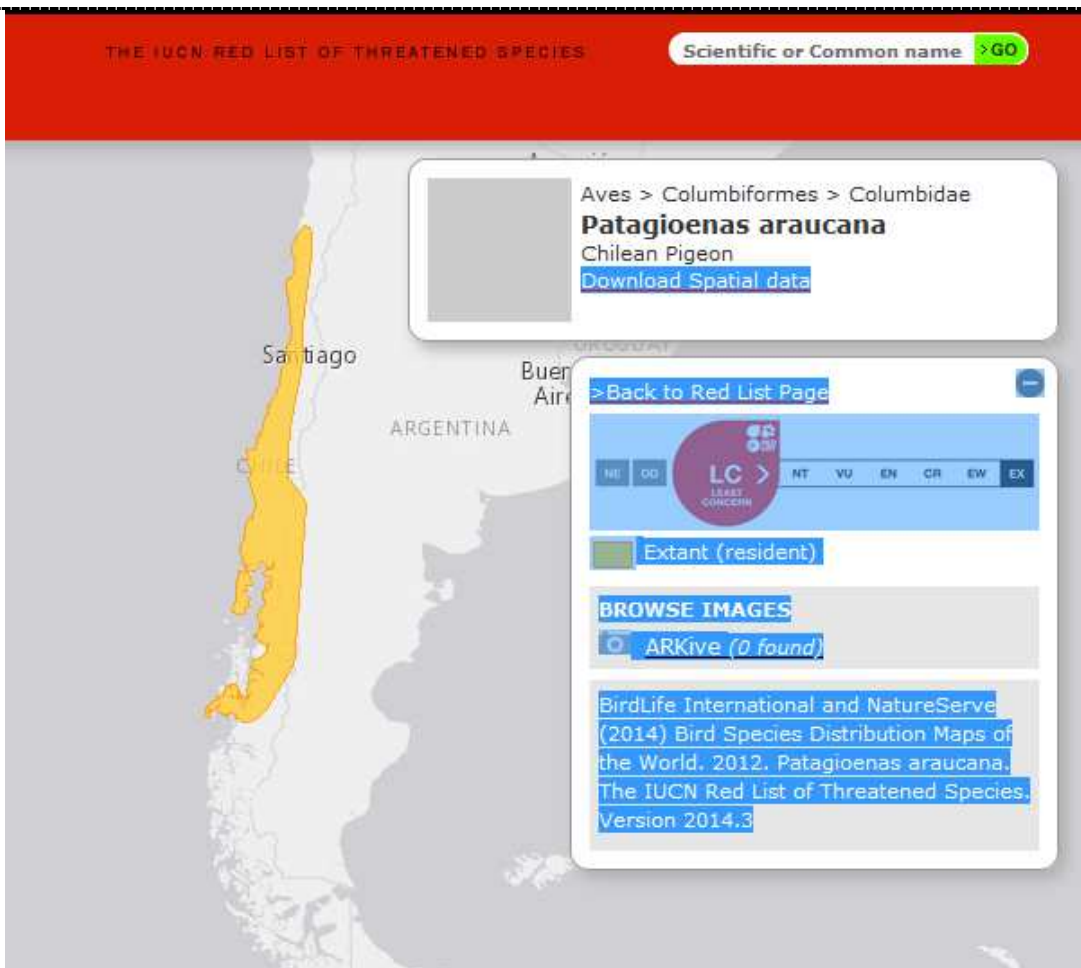 THE IUCN RED LIST OF THREATENED SPECIES
Scientific or Common name >GO
Aves > Columbiformes > Columbidae
Patagioenas araucana
Chilean Pigeon
Download Spatial data
Santiago
URUGUAY
ARGENTINA
CHILE
>Back to Red List Page
NE DD LC > NT VU EN CR EW EX
LEAST
CONCERN
Extant (resident)
BROWSE IMAGES
ARKive (0 found)
BirdLife International and NatureServe
(2014) Bird Species Distribution Maps of
the World. 2012. Patagioenas araucana.
The IUCN Red List of Threatened Species.
Version 2014.3